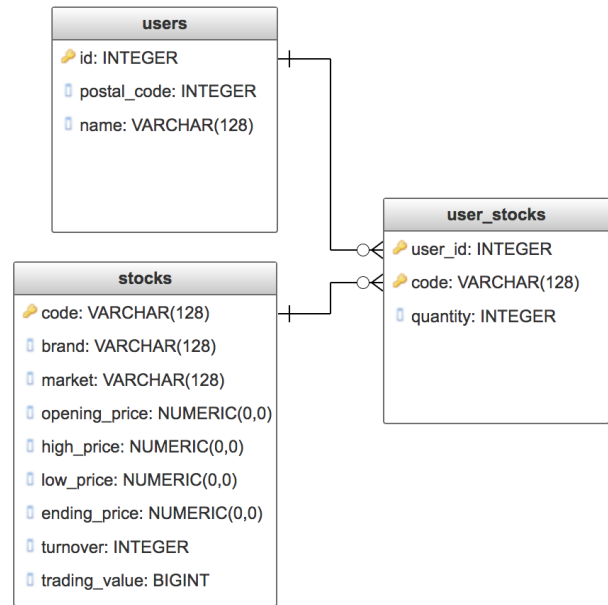 users
id: INTEGER
postal_code: INTEGER
name: VARCHAR(128)
user_stocks
user_id: INTEGER
code: VARCHAR(128)
quantity: INTEGER
stocks
code: VARCHAR(128)
brand: VARCHAR(128)
market: VARCHAR(128)
opening_price: NUMERIC(0,0)
high_price: NUMERIC(0,0)
low_price: NUMERIC(0,0)
ending_price: NUMERIC(0,0)
turnover: INTEGER
trading_value: BIGINT